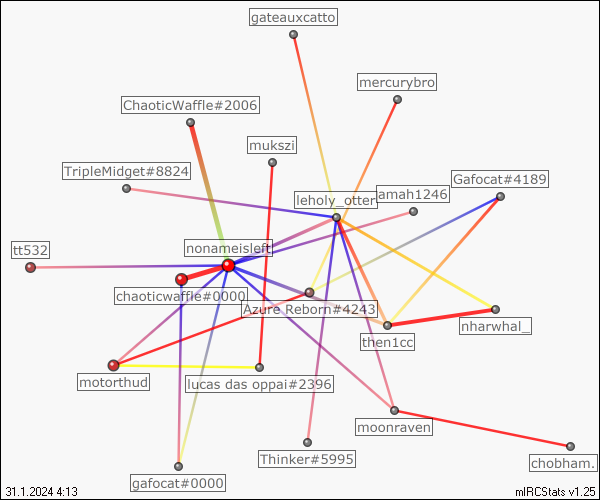 gateauxcatto
mercurybro
ChaoticWaffle#2006
mukszi
TripleMidget#8824
Gafocat#4189
amah1246
leholy_otter
nonameisleft
tt532
chaoticwaffle#0000
Azure Reborn#4243
nharwhal_
then1cc
motorthud
lucas das oppai#2396
moonraven
Thinker#5995
chobham.
gafocat#0000
31.1.2024 4:13
mIRCStats v1.25